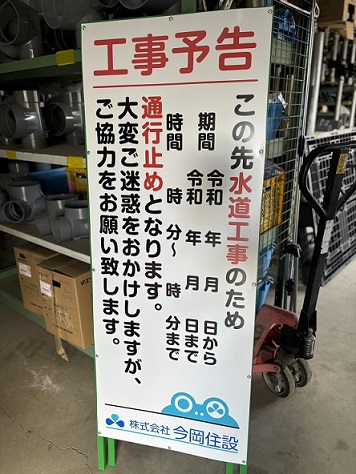 工事予告
この先水道工事のため
期間 令和 年 月 日から
令和 年 月 日まで
時間 時 分～ 時 分まで
通行止めとなります。
大変ご迷惑をおかけしますが、
ご協力をお願い致します。
株式会社 今岡住設